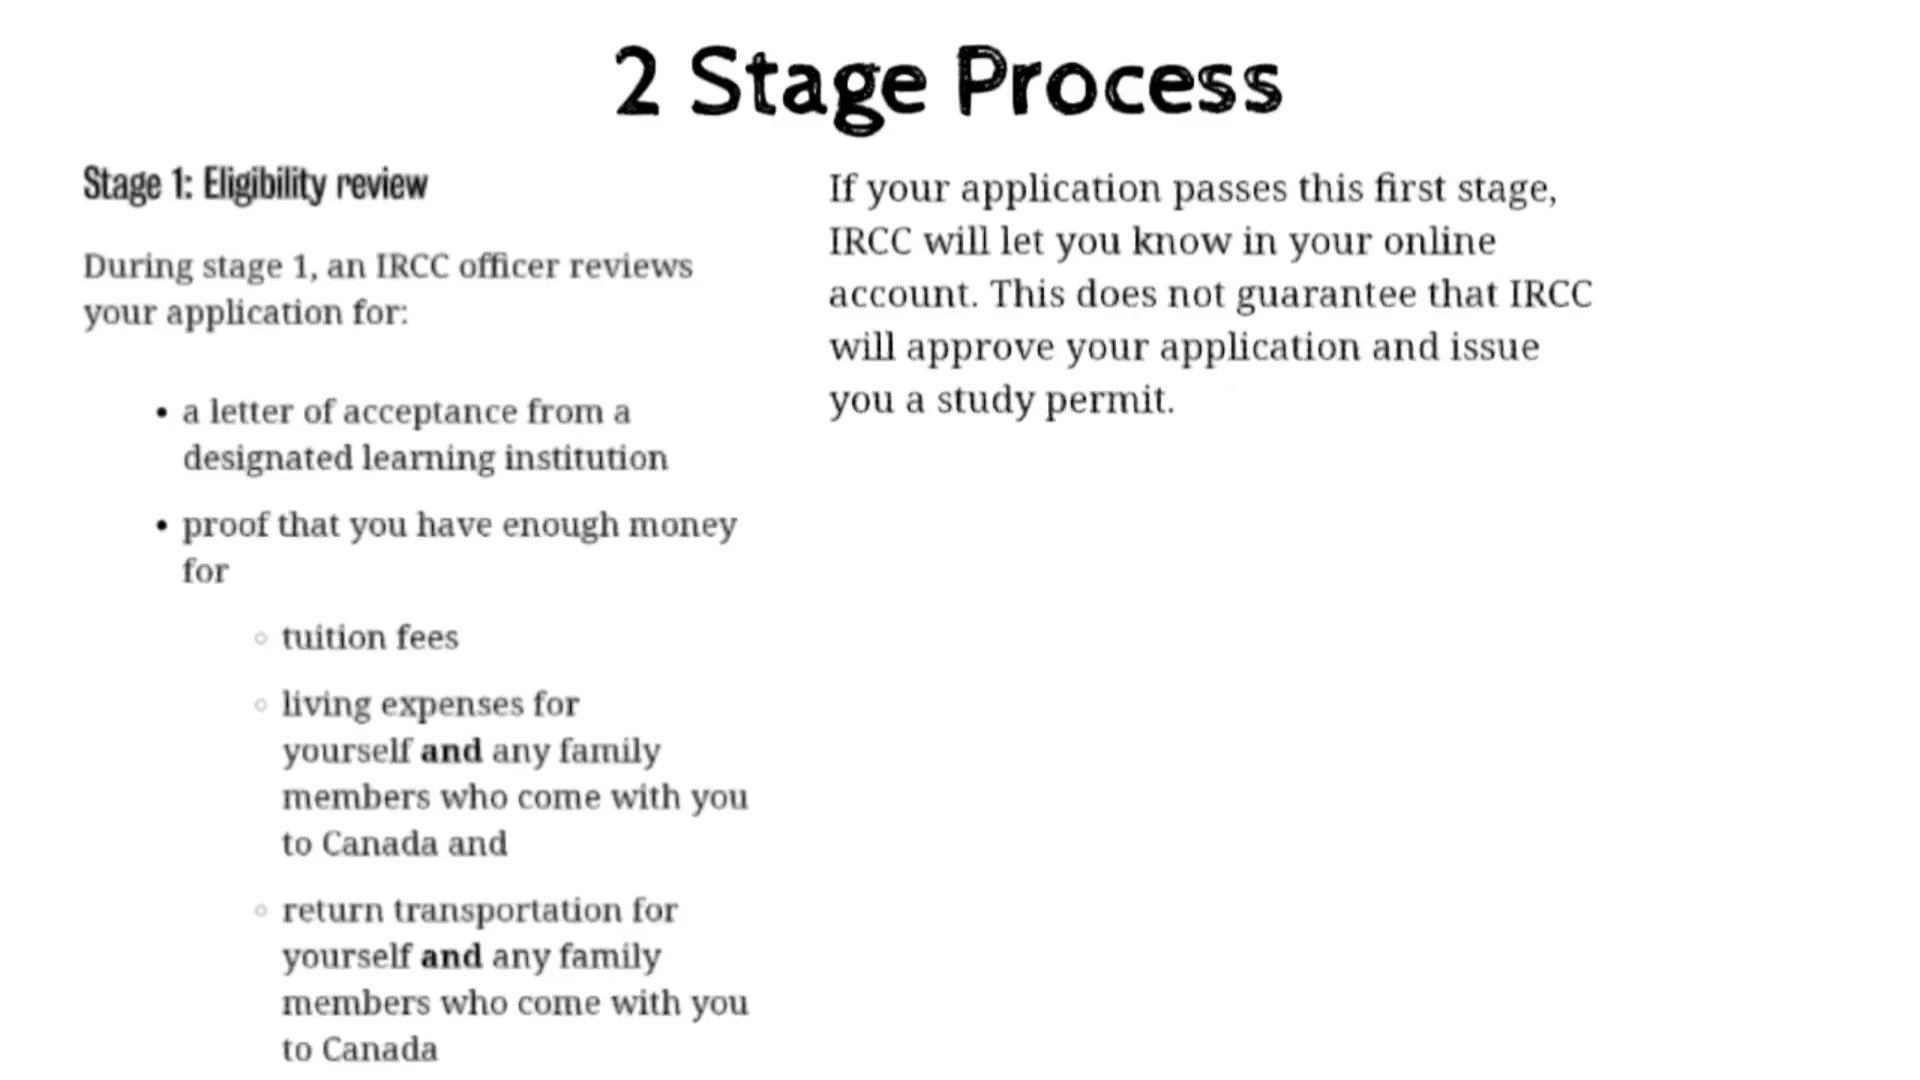 2 Stage Process
Stage 1: Eligibility review
During stage 1, an IRCC officer reviews
your application for:
• a letter of acceptance from a
designated learning institution
• proof that you have enough money
for
◦ tuition fees
◦ living expenses for
yourself and any family
members who come with you
to Canada and
◦ return transportation for
yourself and any family
members who come with you
to Canada
If your application passes this first stage,
IRCC will let you know in your online
account. This does not guarantee that IRCC
will approve your application and issue
you a study permit.